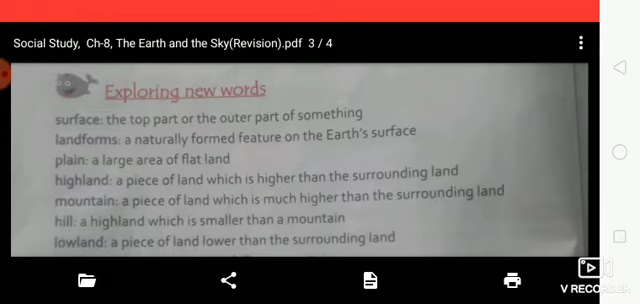 Social Study, Ch-8, The Earth and the Sky(Revision).pdf 3 / 4
Exploring new words
surface: the top part or the outer part of something
landforms: a naturally formed feature on the Earth's surface
plain: a large area of flat land
highland: a piece of land which is higher than the surrounding land
mountain: a piece of land which is much higher than the surrounding land
hill: a highland which is smaller than a mountain
lowland: a piece of land lower than the surrounding land
V RECORDER